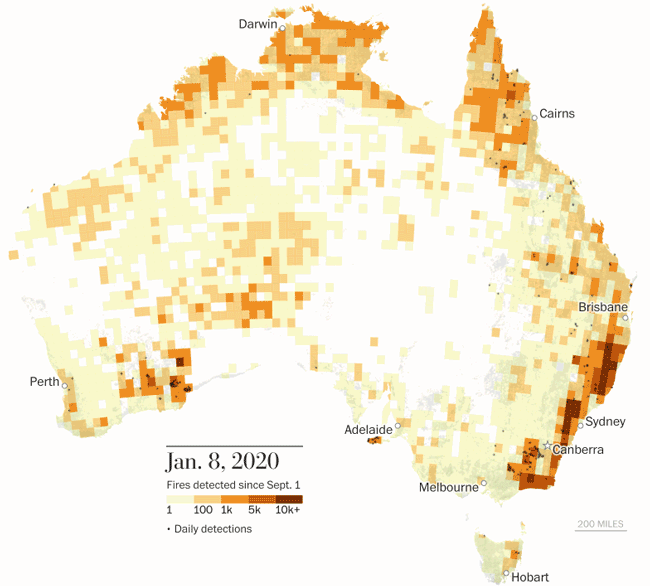 Darwin
Cairns
Brisbane
Perth
Sydney
Adelaide
Canberra
Jan. 8, 2020
Fires detected since Sept. 1
Melbourne
1 100 1k 5k 10k+
200 MILES
• Daily detections
Hobart